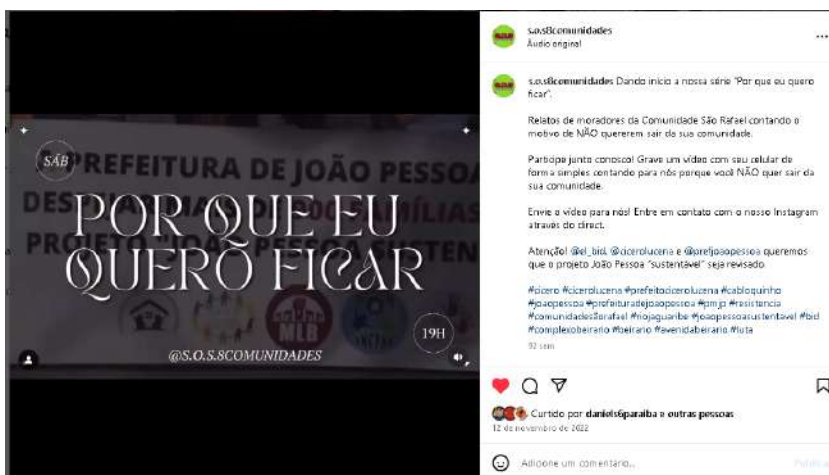 SÁB
A PREFEITURA DE JOÃO PESSOA
FAMÍLIAS
POR QUE EU
QUERO FICAR
MLB
19H
@S.O.S.8COMUNIDADES
s.o.s8comunidades
Áudio original
s.o.s8comunidades Dando início a nossa série "Por que eu quero
ficar".
Relatos de moradores da Comunidade São Rafael contando o
motivo de NÃO quererem sair da sua comunidade.
Participe junto conosco! Grave um vídeo com seu celular de
forma simples contando para nós porque você NÃO quer sair da
sua comunidade.
Envie o vídeo para nós! Entre em contato com o nosso Instagram
através do direct.
Atenção! @el_bid, @cicerolucena e @prefjoaopessoa queremos
que o projeto João Pessoa "sustentável" seja revisado.
#cicero #cicerolucena #prefeitocicerolucena #cabloquinho
#joaopessoa #prefeituradejoaopessoa #pmjp #resistencia
#comunidadesãorafael #riojaguaribe #joaopessoasustentavel #bid
#complexobeirario #beirario #avenidabeirario #luta
92 sem
Curtido por daniels6paraiba e outras pessoas
12 de novembro de 2022
Adicione um comentário...
Publicar